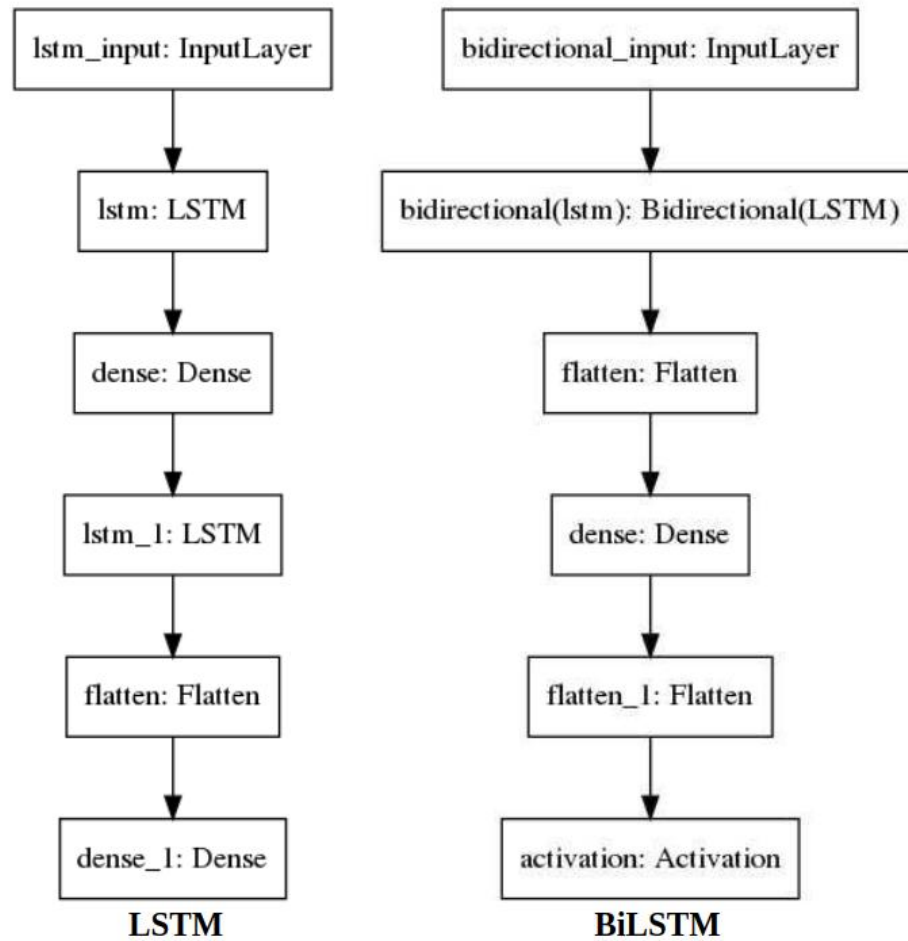 lstm_input: InputLayer
lstm: LSTM
dense: Dense
lstm_1: LSTM
flatten: Flatten
dense_1: Dense
LSTM
bidirectional_input: InputLayer
bidirectional(lstm): Bidirectional(LSTM)
flatten: Flatten
dense: Dense
flatten_1: Flatten
activation: Activation
BiLSTM